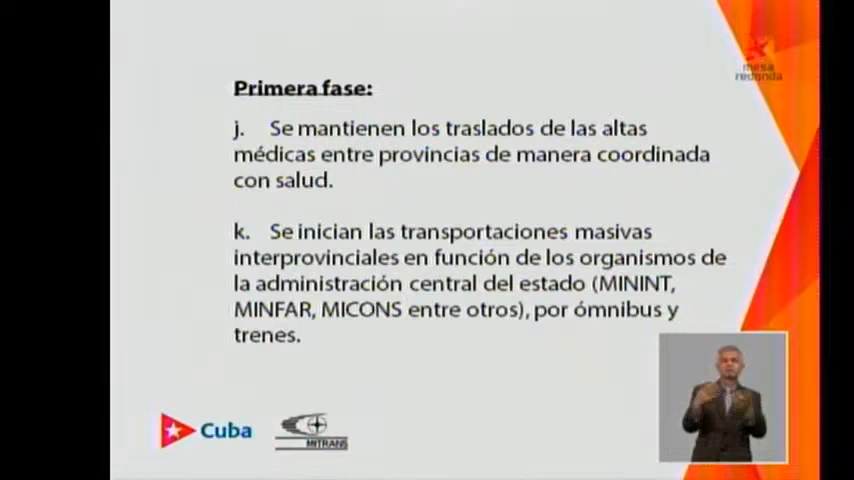 mesa
redonda
Primera fase:
j. Se mantienen los traslados de las altas
médicas entre provincias de manera coordinada
con salud.
k. Se inician las transportaciones masivas
interprovinciales en función de los organismos de
la administración central del estado (MININT,
MINFAR, MICONS entre otros), por ómnibus y
trenes.
Cuba
MITRANS